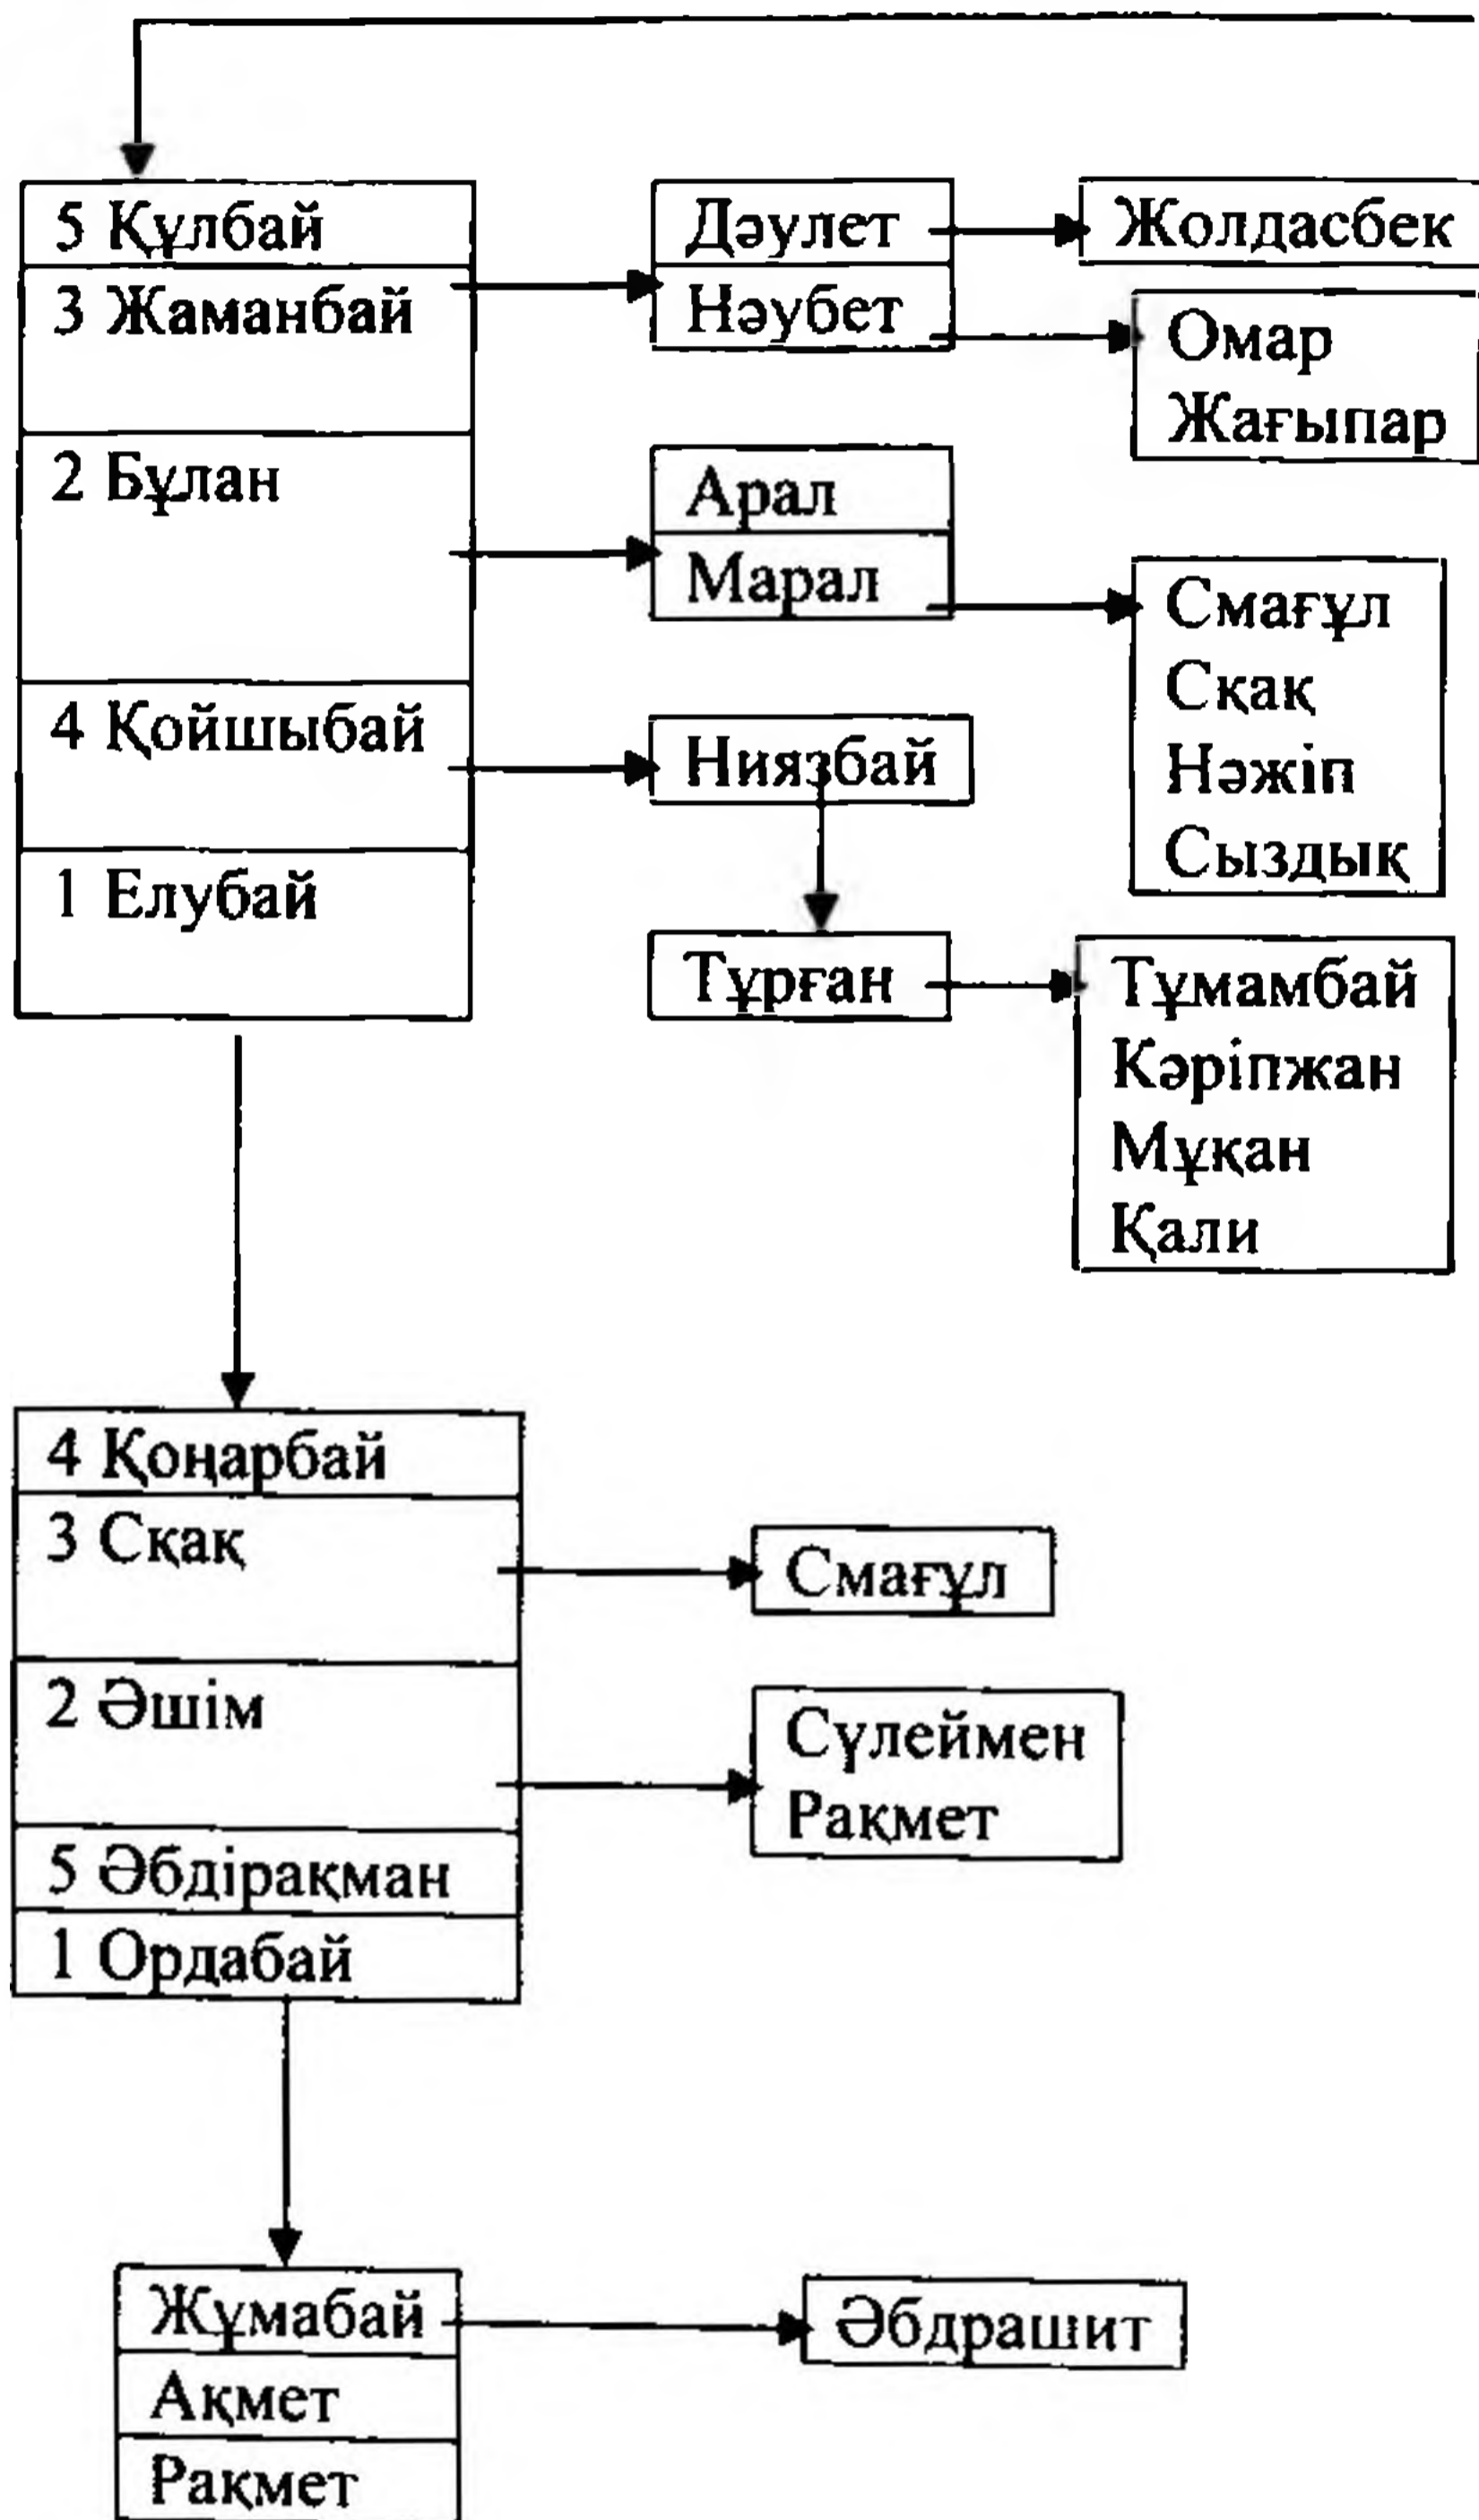 5 Құлбай
3 Жаманбай
2 Бұлан
4 Қойшыбай
1 Елубай
Дәулет
Нәубет
Жолдасбек
Омар
Жағыпар
Арал
Марал
Смағұл
Сқақ
Нәжіп
Сыздық
Ниязбай
Тұрған
Тұмамбай
Кәріпжан
Мұқан
Қали
4 Қоңарбай
3 Сқақ
2 Әшім
5 Әбдірақман
1 Ордабай
Смағұл
Сүлеймен
Рақмет
Жұмабай
Ақмет
Рақмет
Әбдрашит